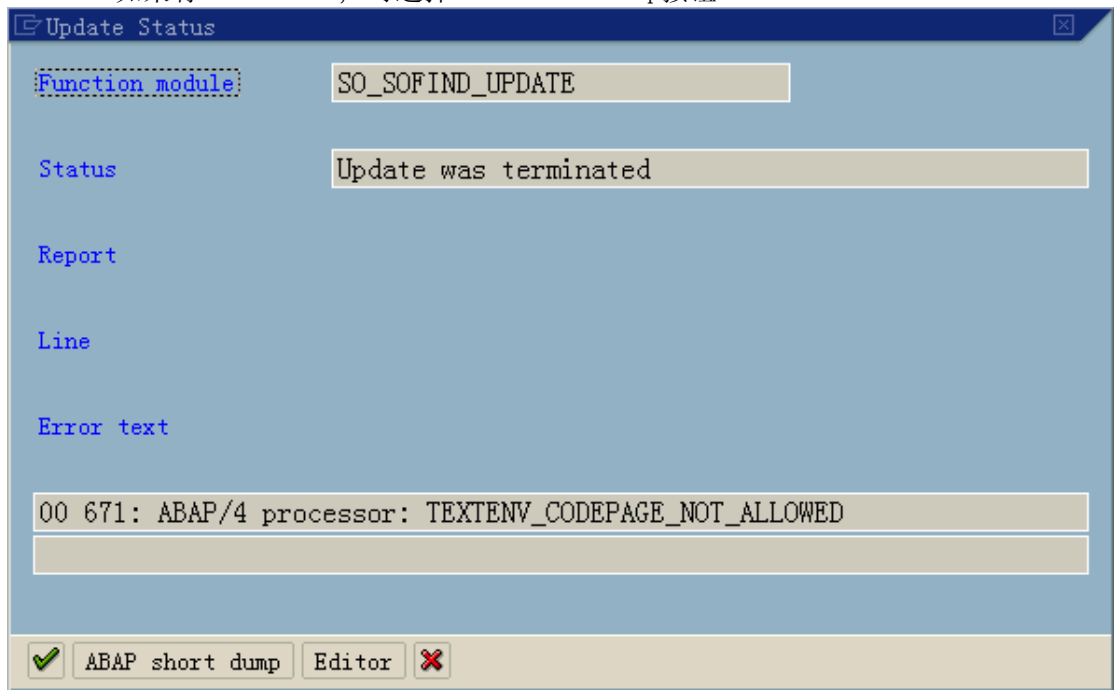 Update Status
Function module SO_SOFIND_UPDATE
Status Update was terminated
Report
Line
Error text
00 671: ABAP/4 processor: TEXTENV_CODEPAGE_NOT_ALLOWED
ABAP short dump Editor